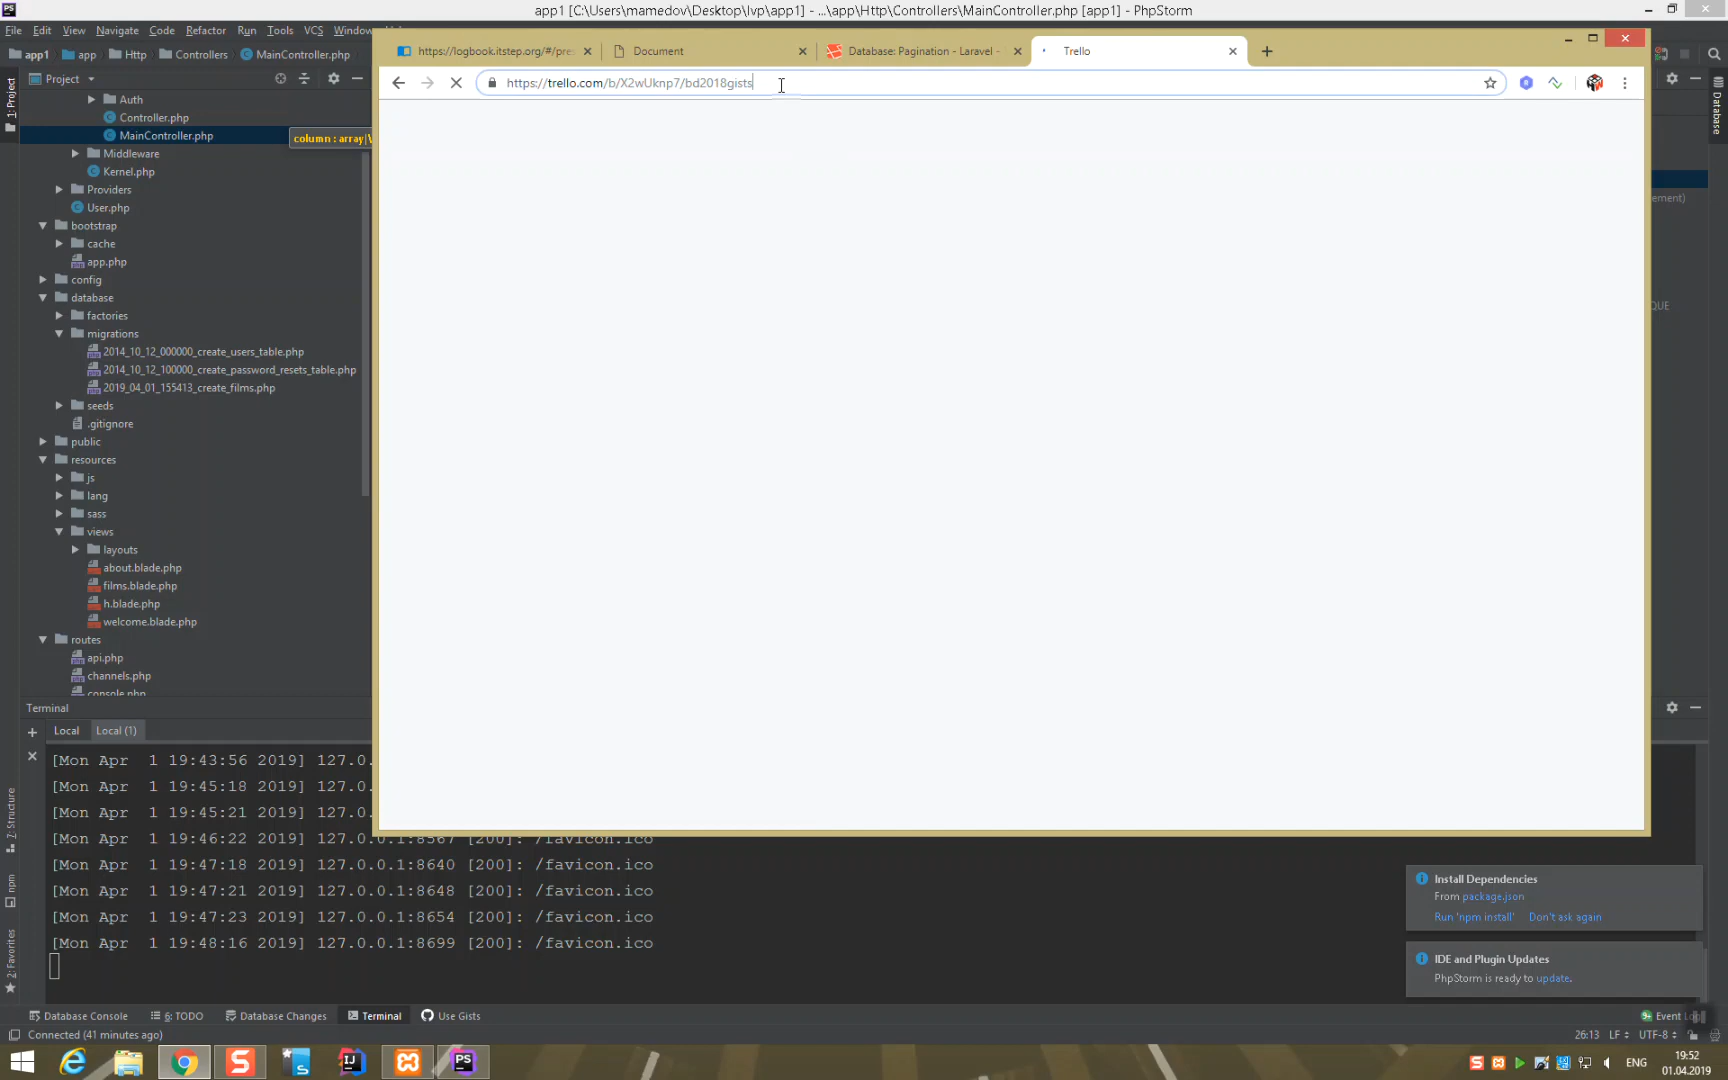 app1 [C:\Users\mamedov\Desktop\lvp\app1] - ...\app\Http\Controllers\MainController.php [app1] - PhpStorm
File Edit View Navigate Code Refactor Run Tools VCS Window
app1 app Http Controllers MainController.php
https://logbook.itstep.org/#/pre Document Database: Pagination - Laravel - Trello
https://trello.com/b/X2wUknp7/bd2018gists
1: Project
Project
Database
Auth
Controller.php
MainController.php
column : array|\
Middleware
Kernel.php
ement)
Providers
User.php
bootstrap
cache
app.php
config
database
QUE
factories
migrations
2014_10_12_000000_create_users_table.php
2014_10_12_100000_create_password_resets_table.php
2019_04_01_155413_create_films.php
seeds
.gitignore
public
resources
js
lang
sass
views
layouts
about.blade.php
films.blade.php
h.blade.php
welcome.blade.php
routes
api.php
channels.php
console.php
Terminal
Local Local (1)
[Mon Apr 1 19:43:56 2019] 127.0.
[Mon Apr 1 19:45:18 2019] 127.0.
[Mon Apr 1 19:45:21 2019] 127.0.
[Mon Apr 1 19:46:22 2019] 127.0.0.1:8567 [200]: /favicon.ico
[Mon Apr 1 19:47:18 2019] 127.0.0.1:8640 [200]: /favicon.ico
[Mon Apr 1 19:47:21 2019] 127.0.0.1:8648 [200]: /favicon.ico
[Mon Apr 1 19:47:23 2019] 127.0.0.1:8654 [200]: /favicon.ico
[Mon Apr 1 19:48:16 2019] 127.0.0.1:8699 [200]: /favicon.ico
7: Structure
npm
2: Favorites
Install Dependencies
From package.json
Run 'npm install' Don't ask again
IDE and Plugin Updates
PhpStorm is ready to update.
Database Console 6: TODO Database Changes Terminal Use Gists
Event Log
Connected (41 minutes ago)
26:13 LF UTF-8
ENG
19:52
01.04.2019